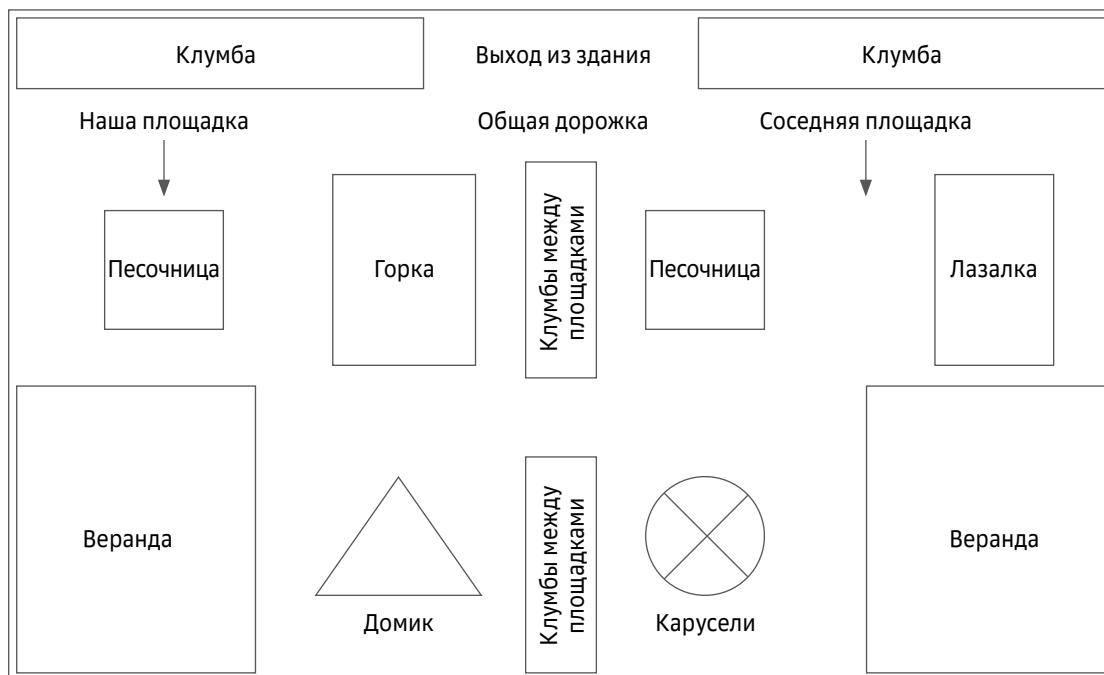 Клумба
Выход из здания
Клумба
Наша площадка
Общая дорожка
Соседняя площадка
Песочница
Горка
Клумбы между
площадками
Песочница
Лазалка
Веранда
Домик
Клумбы между
площадками
Карусели
Веранда